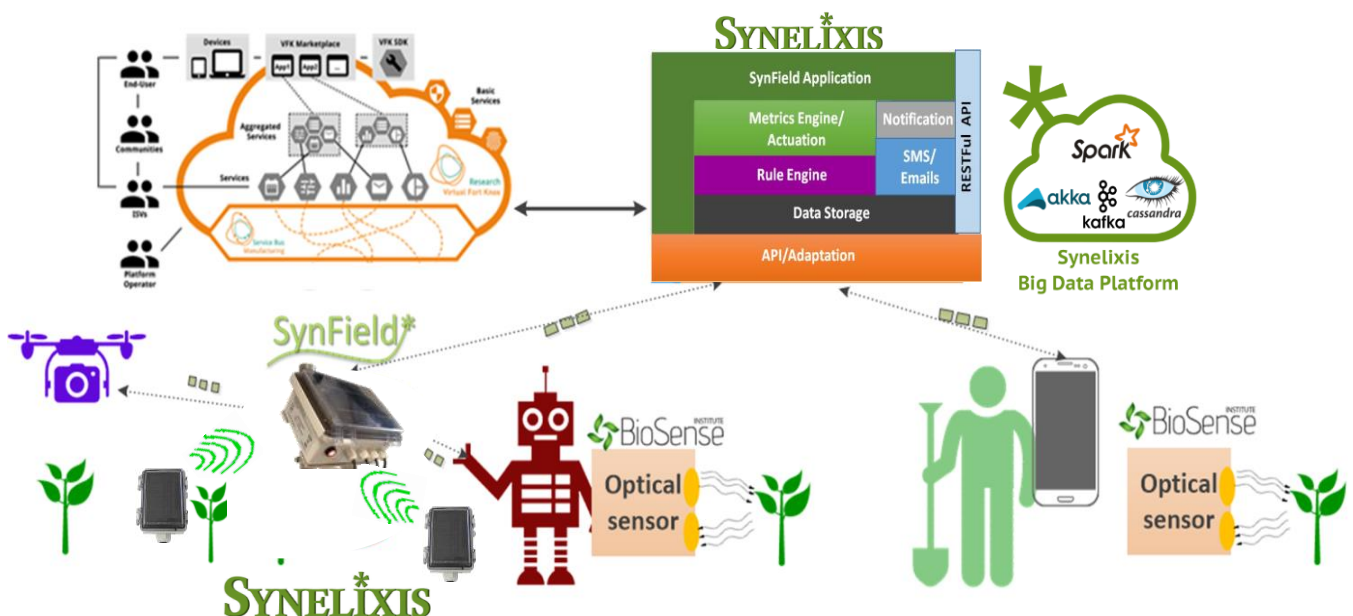 Devices
VFK Marketplace
VFK SDK
App1
App2
...
End-User
Basic
Services
Aggregated
Services
Communities
Services
Research
Virtual Fort Knox
ISVs
Service Bus
Manufacturing
Platform
Operator
SYNELIXIS
SynField Application
Metrics Engine/
Actuation
Notification
Rule Engine
SMS/
Emails
Data Storage
RESTFul API
API/Adaptation
Spark
akka
kafka
cassandra
Synelixis
Big Data Platform
SynField*
BioSense
INSTITUTE
Optical
sensor
BioSense
INSTITUTE
Optical
sensor
SYNELIXIS